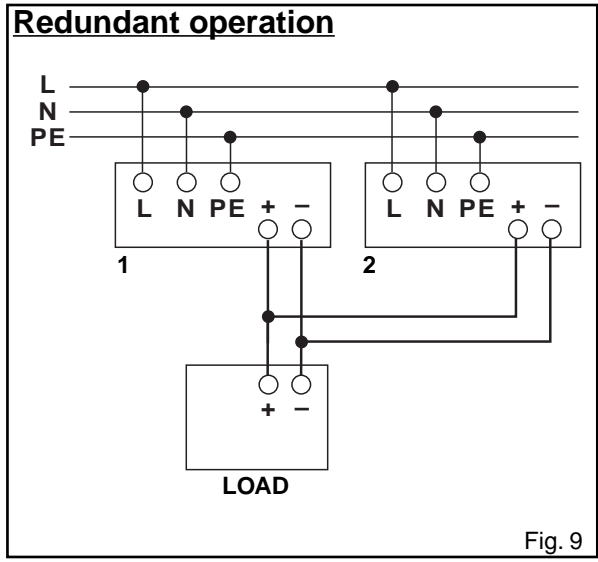 Redundant operation
L
N
PE
L N PE + −
L N PE + −
1
2
+ −
LOAD
Fig. 9